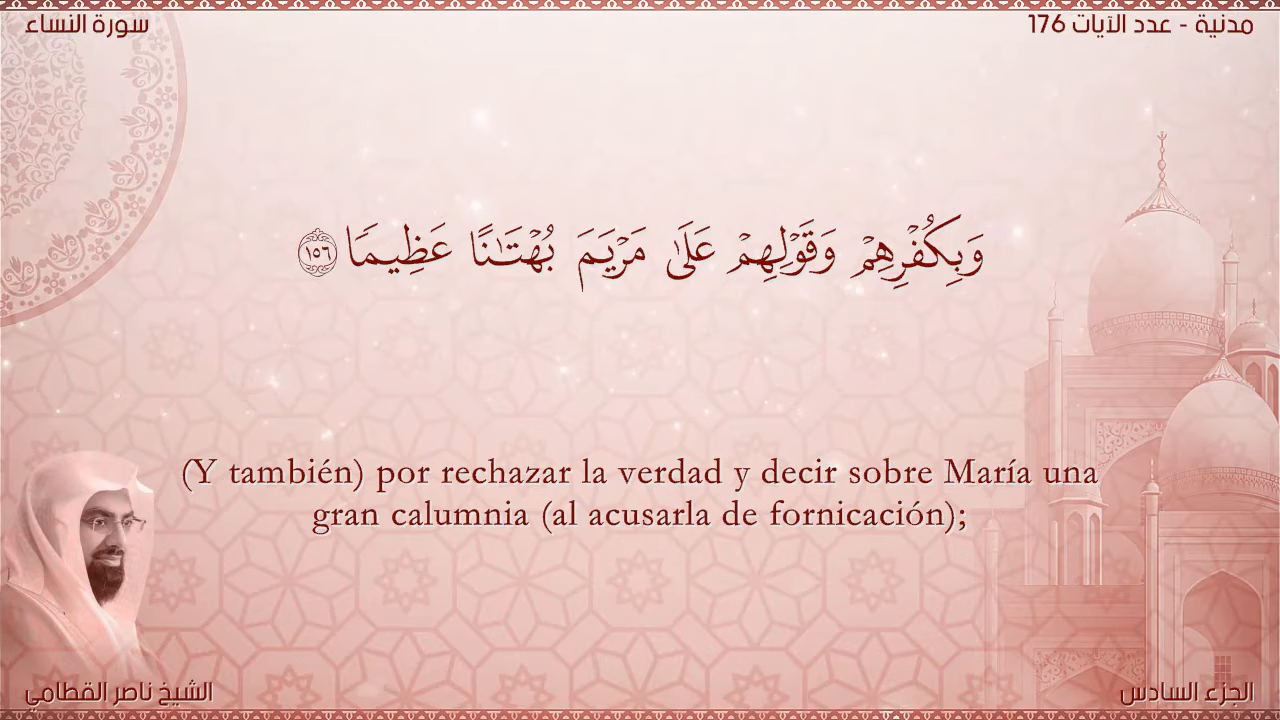 سورة النساء
مدنية - عدد الآيات 176
وَبِكُفْرِهِمْ وَقَوْلِهِمْ عَلَىٰ مَرْيَمَ بُهْتَـٰنًا عَظِيمًا ١٥٦
(Y también) por rechazar la verdad y decir sobre María una
gran calumnia (al acusarla de fornicación);
الشيخ ناصر القطامي
الجزء السادس